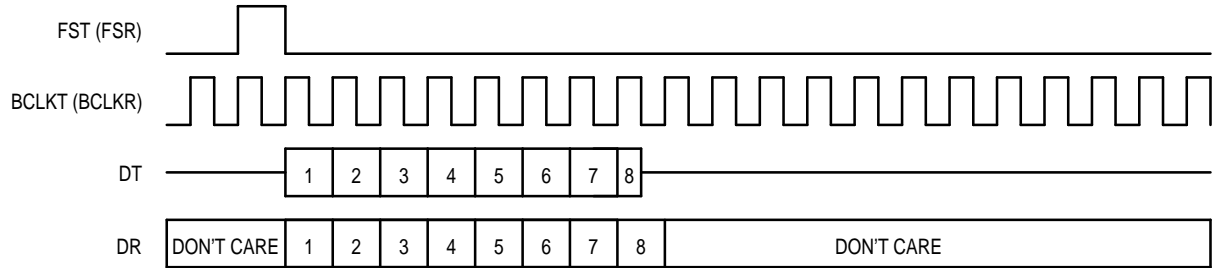 FST (FSR)
BCLKT (BCLKR)
DT 1 2 3 4 5 6 7 8
DR DON'T CARE 1 2 3 4 5 6 7 8 DON'T CARE